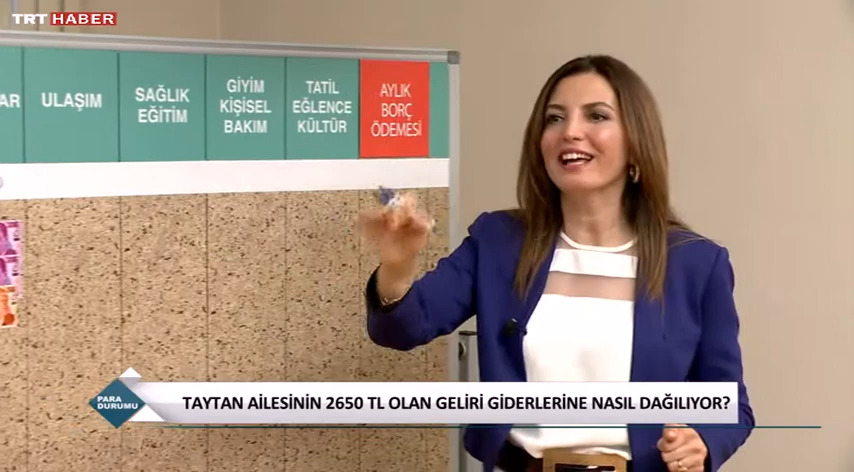 TRT HABER
AR
ULAŞIM
SAĞLIK
EĞİTİM
GİYİM
KİŞİSEL
BAKIM
TATİL
EĞLENCE
KÜLTÜR
AYLIK
BORÇ
ÖDEMESİ
PARA
DURUMU
TAYTAN AİLESİNİN 2650 TL OLAN GELİRİ GİDERLERİNE NASIL DAĞILIYOR?